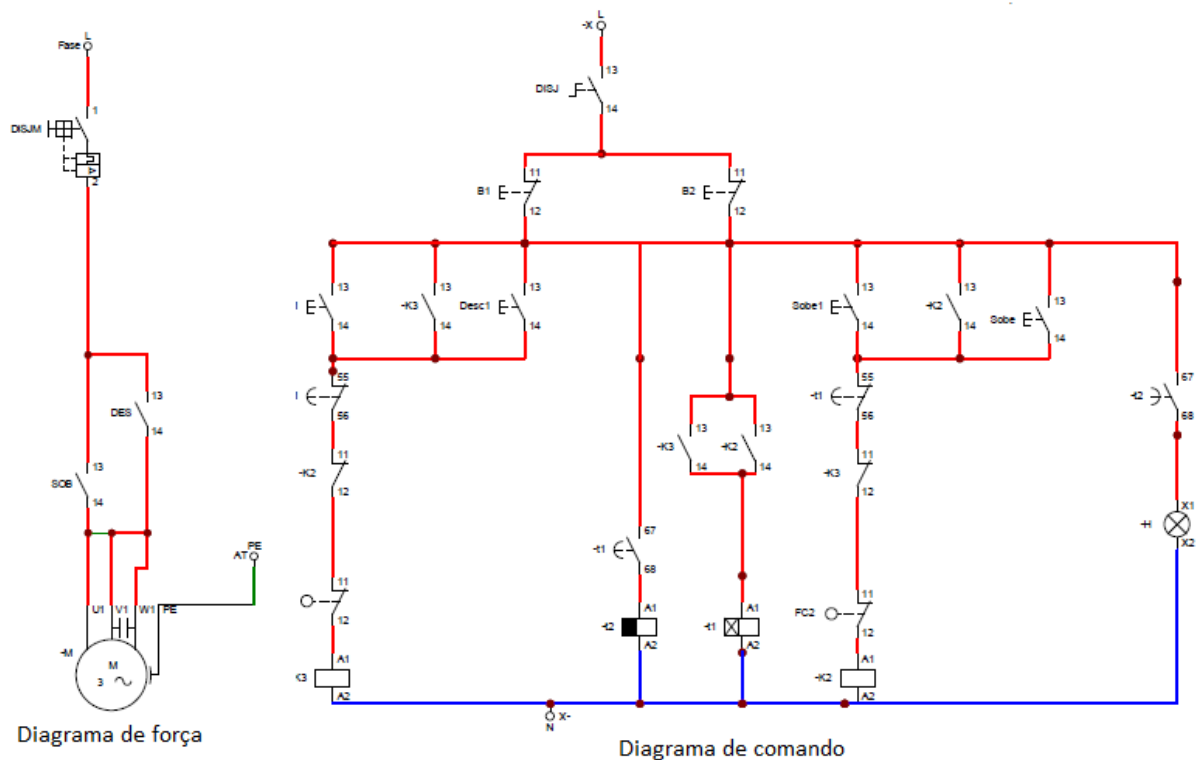 L
Fase
1
DISJM
2
13
DES
14
13
SOB
14
PE
AT
U1 V1 W1 PE
-M
M
3
Diagrama de força
L
-X
13
DISJ
14
11
B1
12
11
B2
12
13
I
14
13
-K3
14
13
Desc1
14
13
Sobe1
14
13
-K2
14
13
Sobe
14
55
I
56
11
-K2
12
11
12
A1
K3
A2
67
-t1
68
A1
-t2
A2
13
-K3
14
13
-K2
14
A1
-t1
A2
55
-t1
56
11
-K3
12
11
FC2
12
A1
-K2
A2
67
-t2
68
X1
-H
X2
X-
N
Diagrama de comando